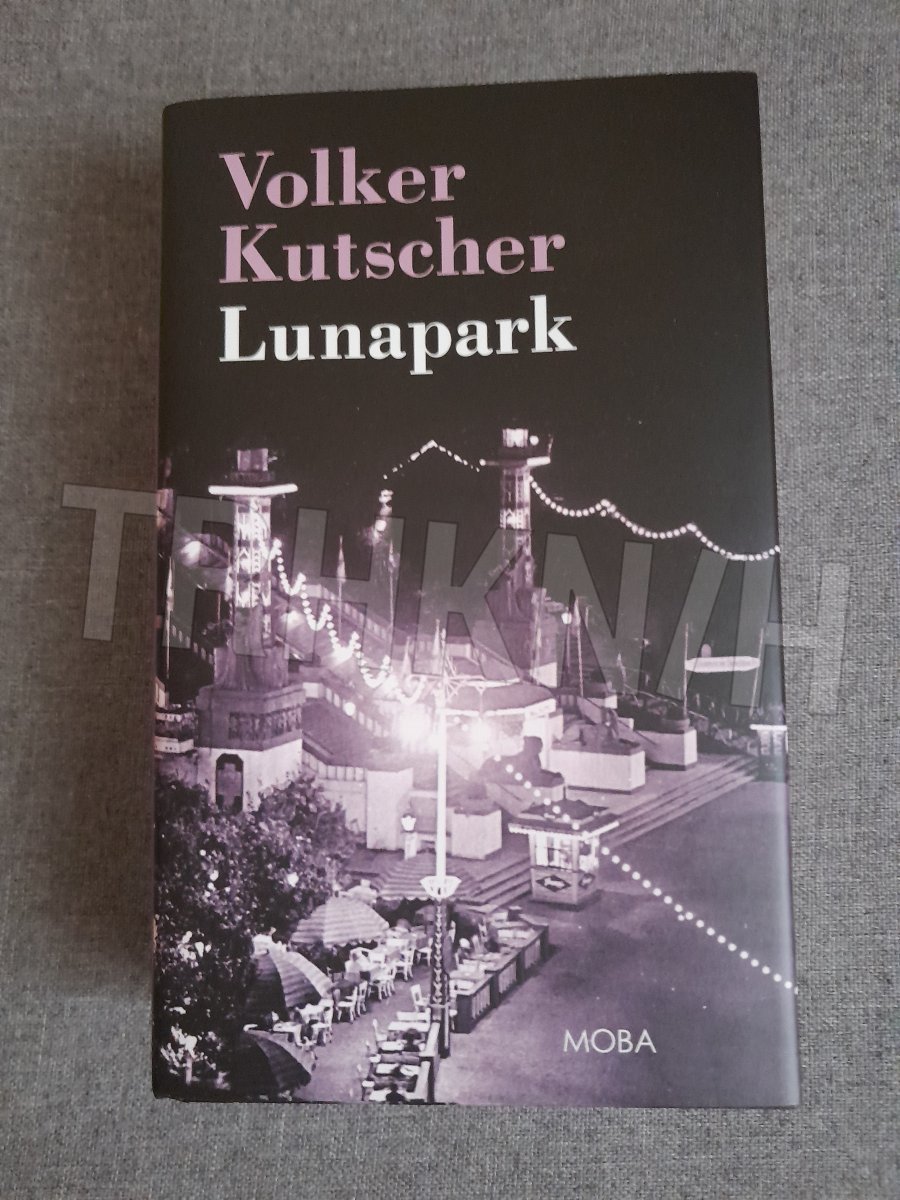 Volker
Kutscher
Lunapark
MOBA